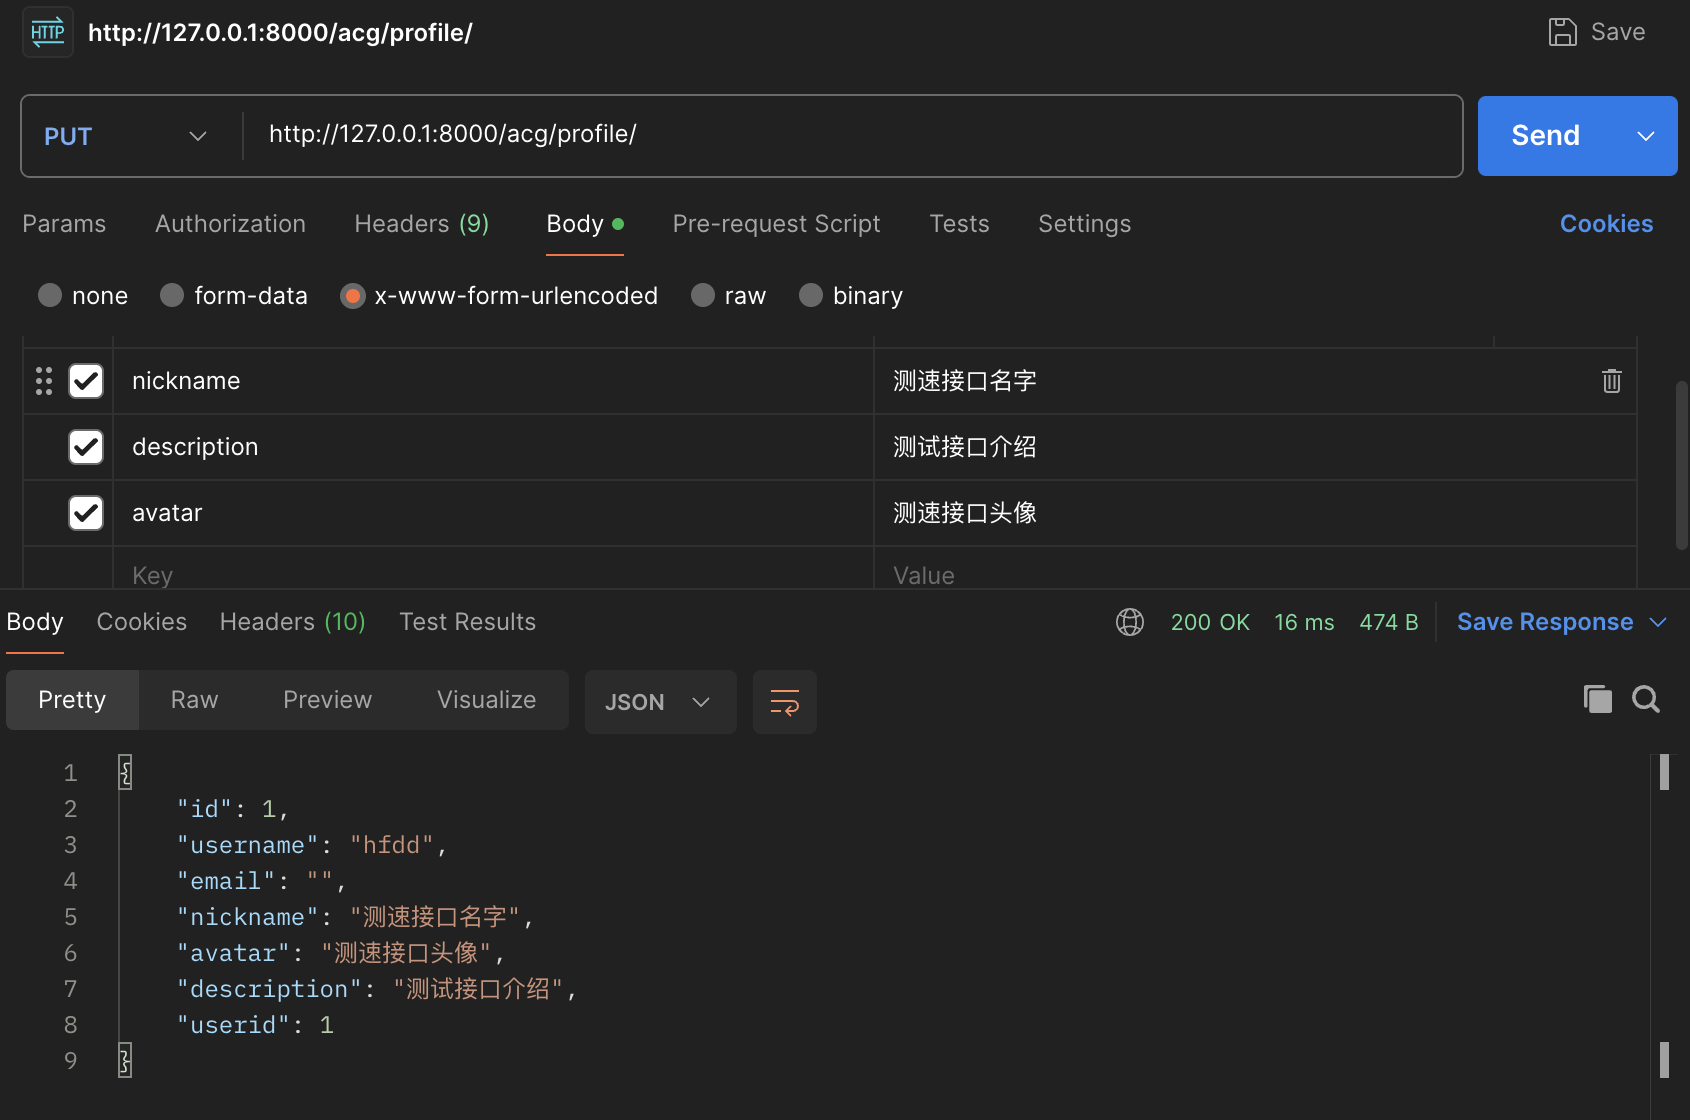 HTTP http://127.0.0.1:8000/acg/profile/ Save
PUT http://127.0.0.1:8000/acg/profile/ Send
Params Authorization Headers (9) Body Pre-request Script Tests Settings Cookies
none form-data x-www-form-urlencoded raw binary
nickname 测速接口名字
description 测试接口介绍
avatar 测速接口头像
Key Value
Body Cookies Headers (10) Test Results 200 OK 16 ms 474 B Save Response
Pretty Raw Preview Visualize JSON
1 {
2 "id": 1,
3 "username": "hfdd",
4 "email": "",
5 "nickname": "测速接口名字",
6 "avatar": "测速接口头像",
7 "description": "测试接口介绍",
8 "userid": 1
9 }